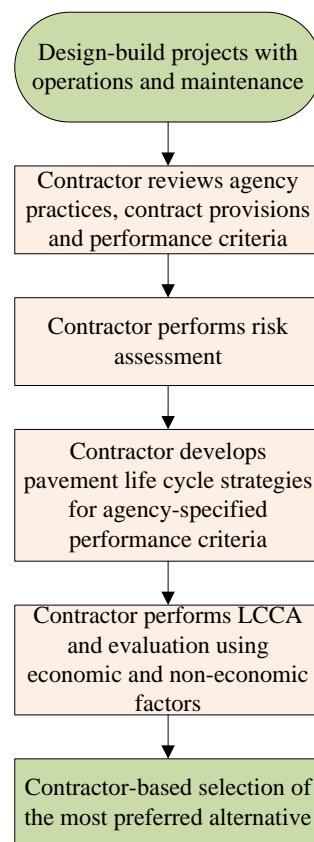 Design-build projects with
operations and maintenance
Contractor reviews agency
practices, contract provisions
and performance criteria
Contractor performs risk
assessment
Contractor develops
pavement life cycle strategies
for agency-specified
performance criteria
Contractor performs LCCA
and evaluation using
economic and non-economic
factors
Contractor-based selection of
the most preferred alternative